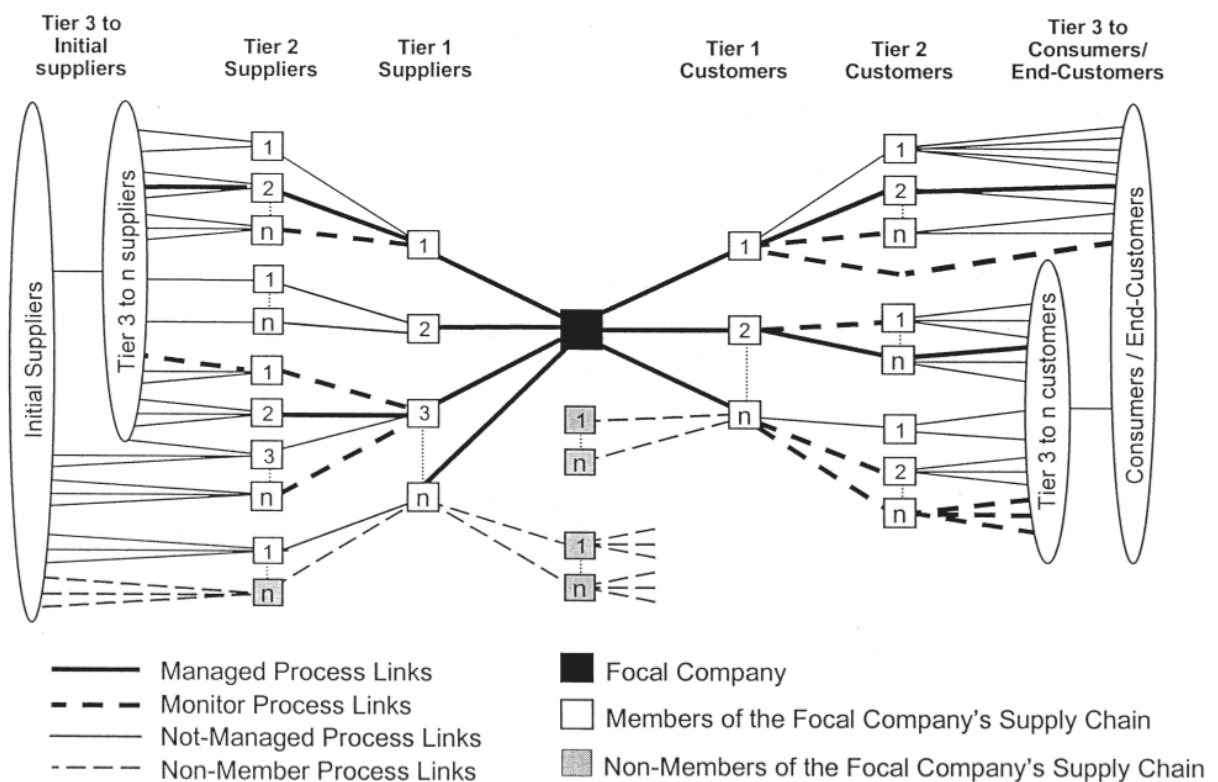 Tier 3 to
Initial
suppliers
Tier 2
Suppliers
Tier 1
Suppliers
Tier 1
Customers
Tier 2
Customers
Tier 3 to
Consumers/
End-Customers
Initial Suppliers
Tier 3 to n suppliers
1
2
n
1
n
1
2
3
n
1
n
1
2
3
n
1
n
1
n
1
2
n
1
2
n
1
n
1
2
n
Tier 3 to n customers
Consumers / End-Customers
Managed Process Links
Monitor Process Links
Not-Managed Process Links
Non-Member Process Links
Focal Company
Members of the Focal Company's Supply Chain
Non-Members of the Focal Company's Supply Chain